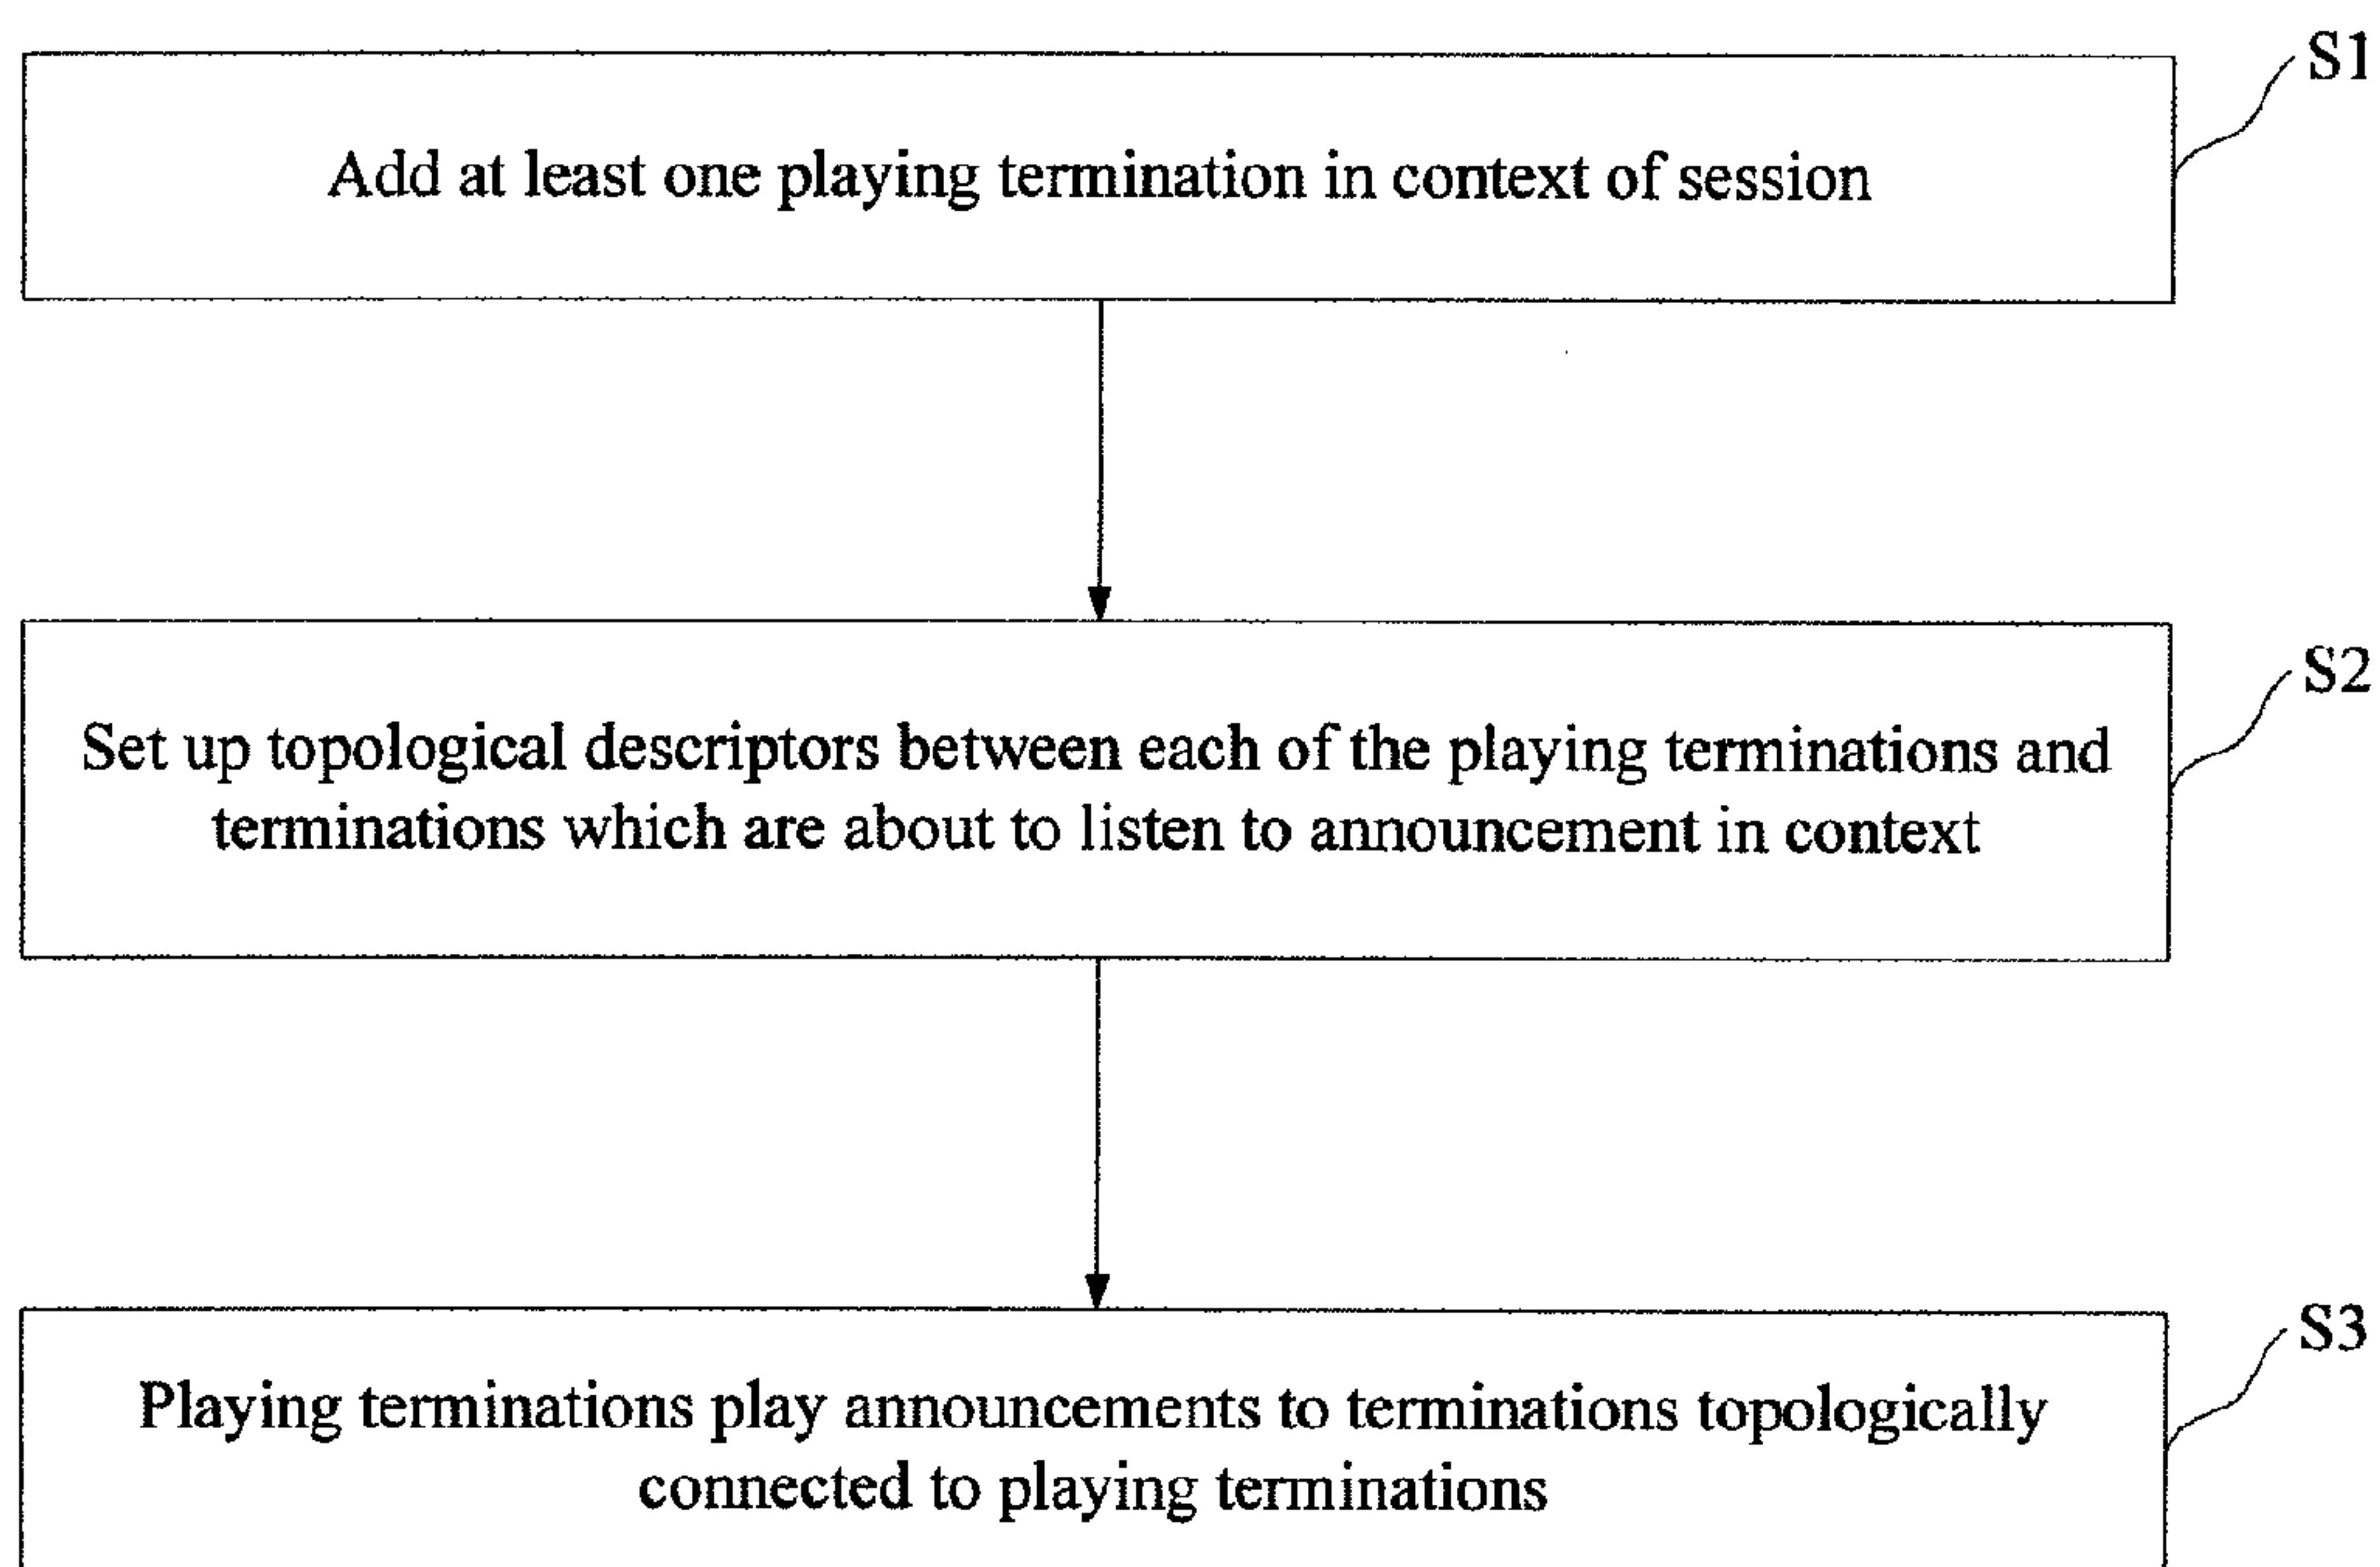 S1
Add at least one playing termination in context of session
S2
Set up topological descriptors between each of the playing terminations and
terminations which are about to listen to announcement in context
S3
Playing terminations play announcements to terminations topologically
connected to playing terminations